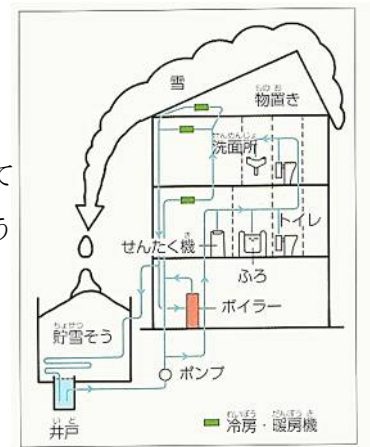 雪
物置き
ものお
洗面所
せんめんじょ
て
う
トイレ
せんたく機
き
ふろ
ボイラー
貯雪そう
ちょせつ
ポンプ
井戸
いど
冷房・暖房機
れいぼう だんぼうき